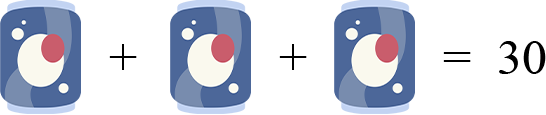 + + = 30